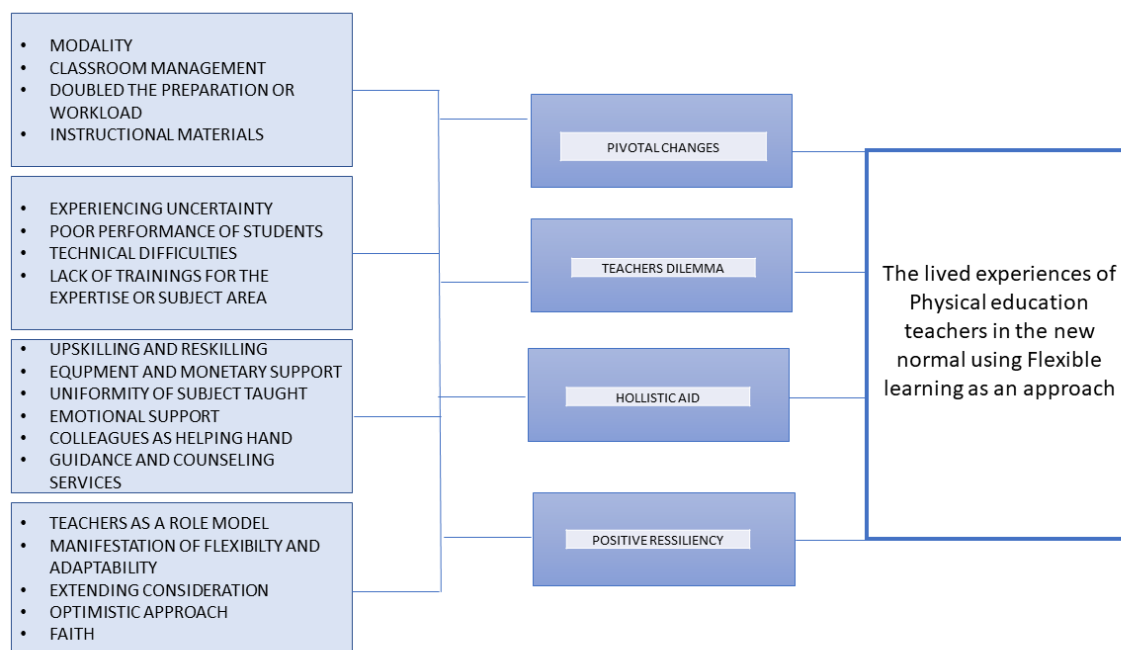 • MODALITY
• CLASSROOM MANAGEMENT
• DOUBLED THE PREPARATION OR
WORKLOAD
• INSTRUCTIONAL MATERIALS
• EXPERIENCING UNCERTAINTY
• POOR PERFORMANCE OF STUDENTS
• TECHNICAL DIFFICULTIES
• LACK OF TRAININGS FOR THE
EXPERTISE OR SUBJECT AREA
• UPSKILLING AND RESKILLING
• EQUPMENT AND MONETARY SUPPORT
• UNIFORMITY OF SUBJECT TAUGHT
• EMOTIONAL SUPPORT
• COLLEAGUES AS HELPING HAND
• GUIDANCE AND COUNSELING
SERVICES
• TEACHERS AS A ROLE MODEL
• MANIFESTATION OF FLEXIBILTY AND
ADAPTABILITY
• EXTENDING CONSIDERATION
• OPTIMISTIC APPROACH
• FAITH
PIVOTAL CHANGES
TEACHERS DILEMMA
HOLLISTIC AID
POSITIVE RESSILIENCY
The lived experiences of
Physical education
teachers in the new
normal using Flexible
learning as an approach